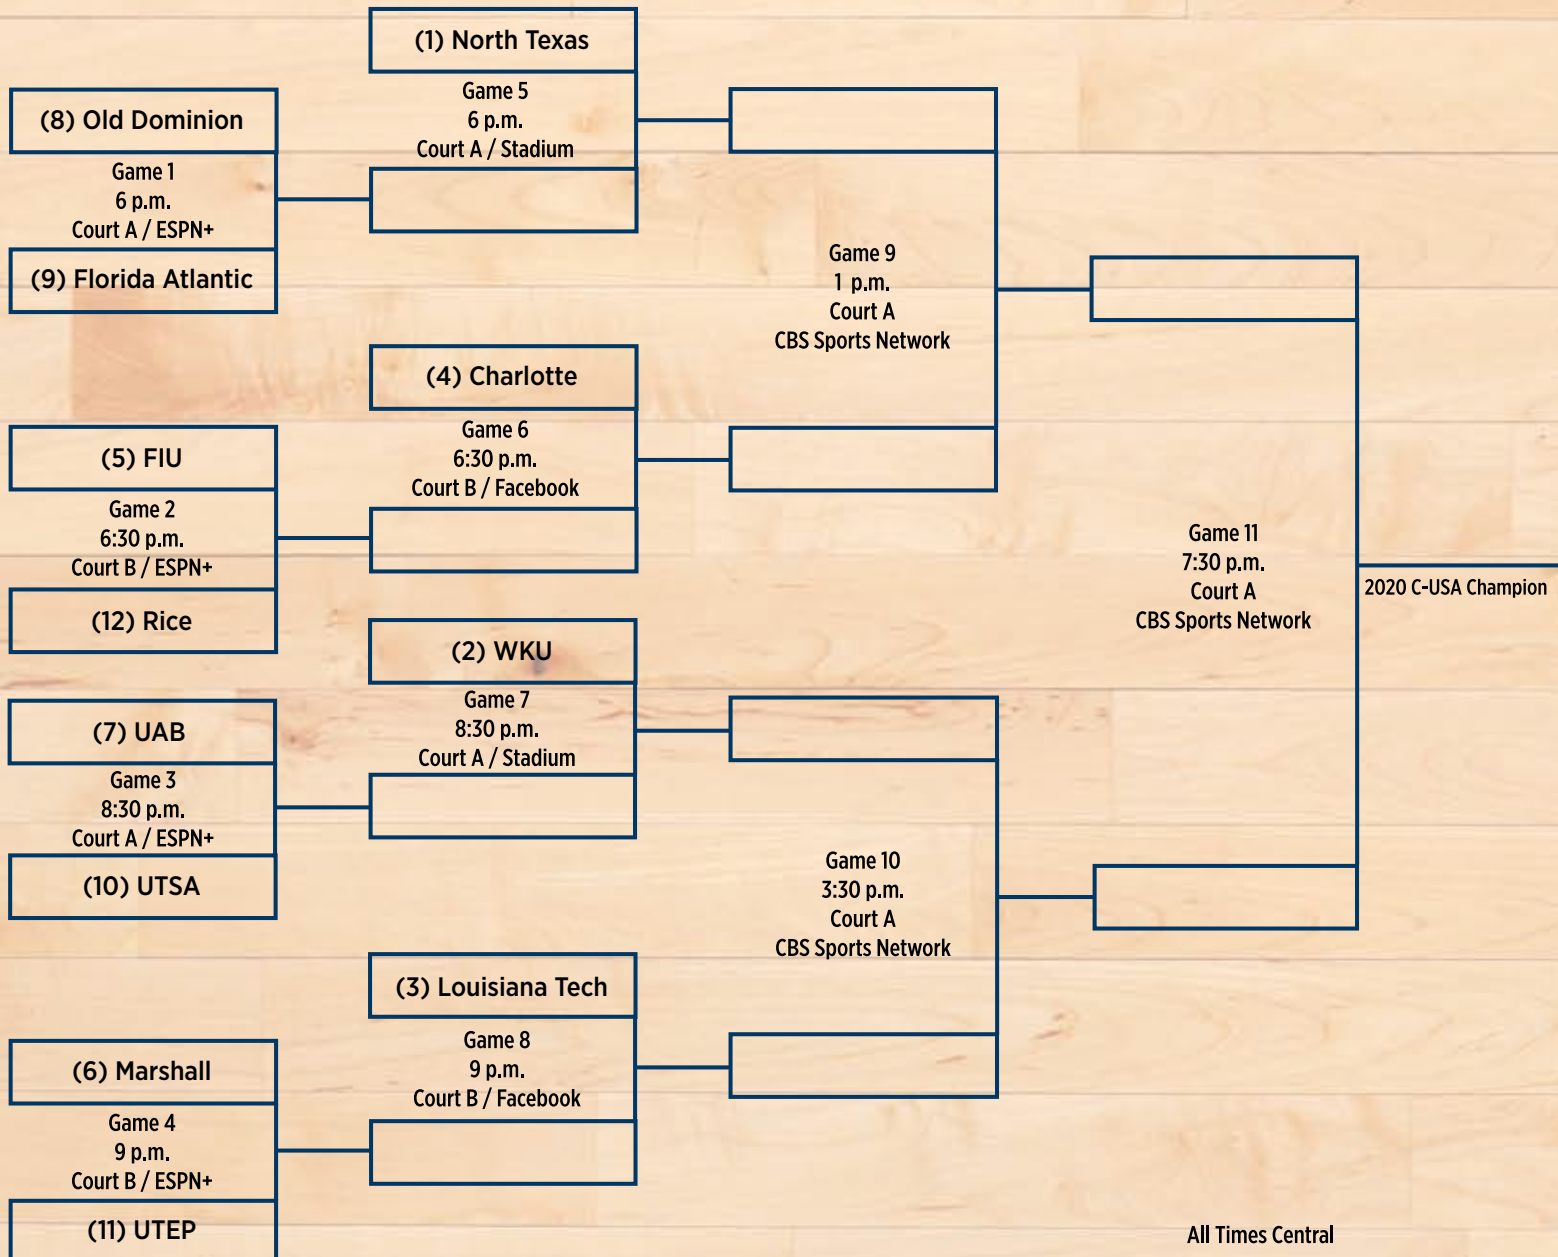 (1) North Texas
Game 5
6 p.m.
Court A / Stadium
(8) Old Dominion
Game 1
6 p.m.
Court A / ESPN+
(9) Florida Atlantic
Game 9
1 p.m.
Court A
CBS Sports Network
(4) Charlotte
Game 6
6:30 p.m.
Court B / Facebook
(5) FIU
Game 2
6:30 p.m.
Court B / ESPN+
(12) Rice
Game 11
7:30 p.m.
Court A
CBS Sports Network
2020 C-USA Champion
(2) WKU
Game 7
8:30 p.m.
Court A / Stadium
(7) UAB
Game 3
8:30 p.m.
Court A / ESPN+
(10) UTSA
Game 10
3:30 p.m.
Court A
CBS Sports Network
(3) Louisiana Tech
Game 8
9 p.m.
Court B / Facebook
(6) Marshall
Game 4
9 p.m.
Court B / ESPN+
(11) UTEP
All Times Central